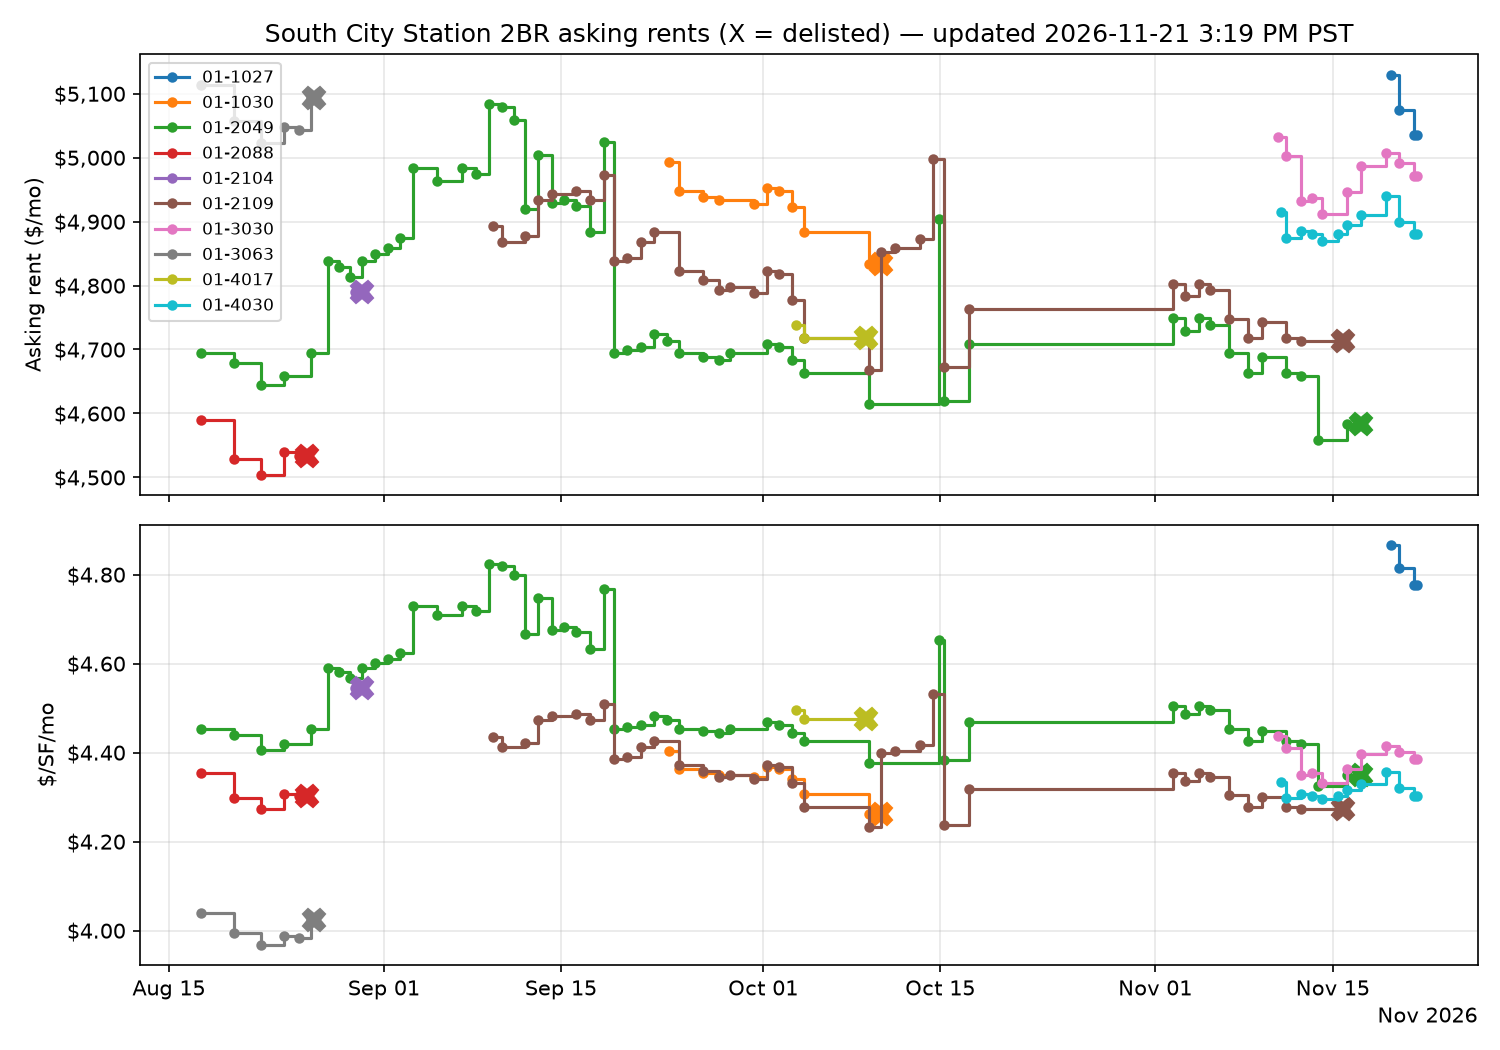 South City Station 2BR asking rents (X = delisted) — updated 2026-11-21 3:19 PM PST
Asking rent ($/mo)
$5,100
$5,000
$4,900
$4,800
$4,700
$4,600
$4,500
01-1027
01-1030
01-2049
01-2088
01-2104
01-2109
01-3030
01-3063
01-4017
01-4030
$/SF/mo
$4.80
$4.60
$4.40
$4.20
$4.00
Aug 15
Sep 01
Sep 15
Oct 01
Oct 15
Nov 01
Nov 15
Nov 2026